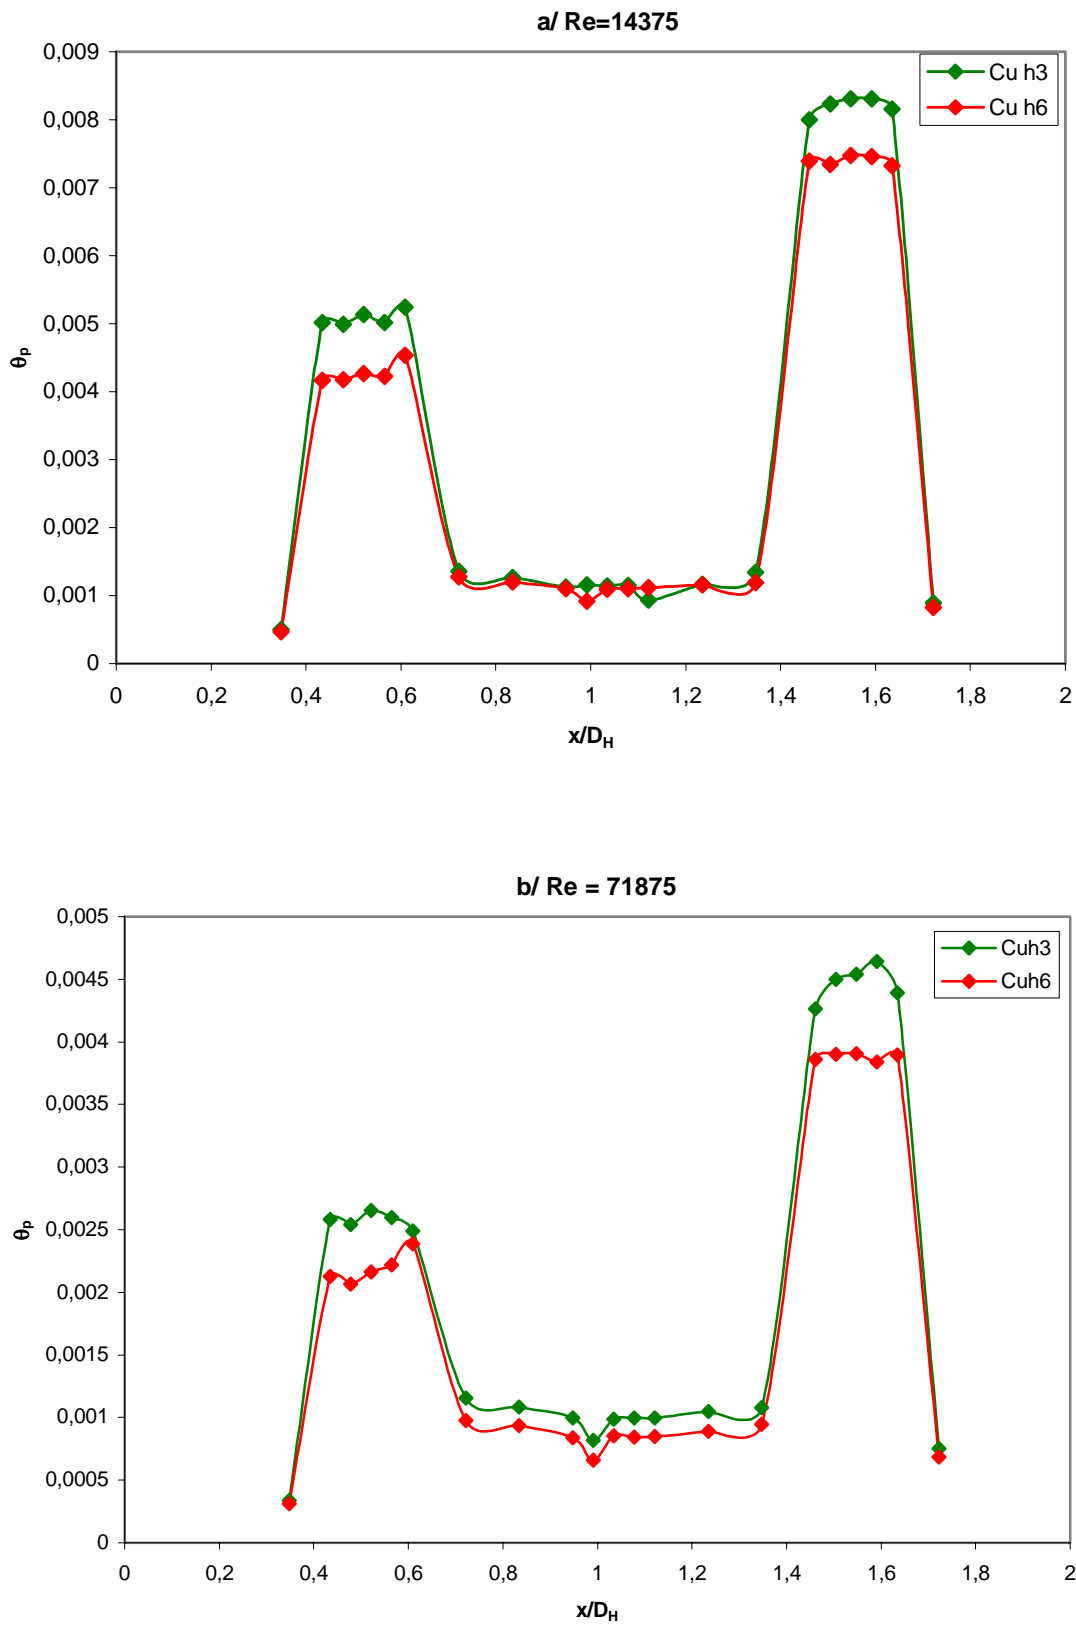 a/ Re=14375
0,009
0,008
0,007
0,006
0,005
0,004
0,003
0,002
0,001
0
θp
Cu h3
Cu h6
0 0,2 0,4 0,6 0,8 1 1,2 1,4 1,6 1,8 2
x/DH
b/ Re = 71875
0,005
0,0045
0,004
0,0035
0,003
0,0025
0,002
0,0015
0,001
0,0005
0
θp
Cuh3
Cuh6
0 0,2 0,4 0,6 0,8 1 1,2 1,4 1,6 1,8 2
x/DH